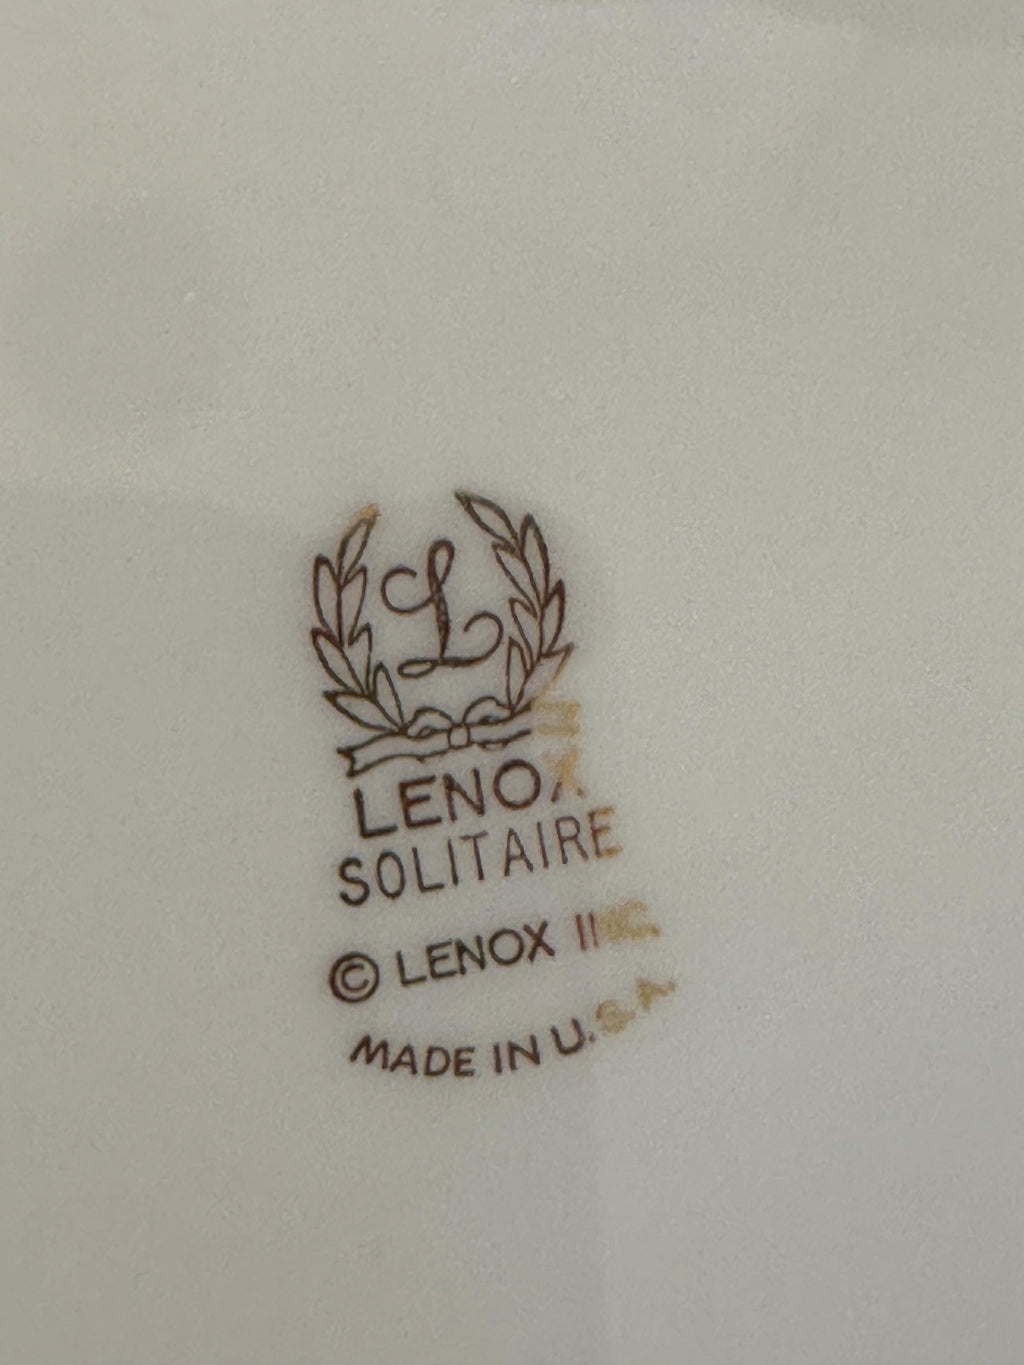 L
LENOX
SOLITAIRE
© LENOX INC.
MADE IN U.S.A.